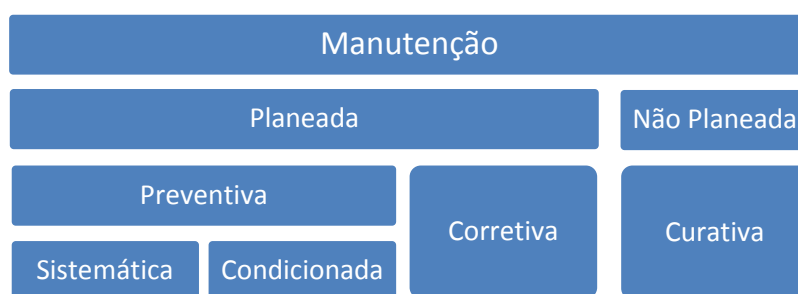 Manutenção
Planeada
Não Planeada
Preventiva
Corretiva
Curativa
Sistemática
Condicionada